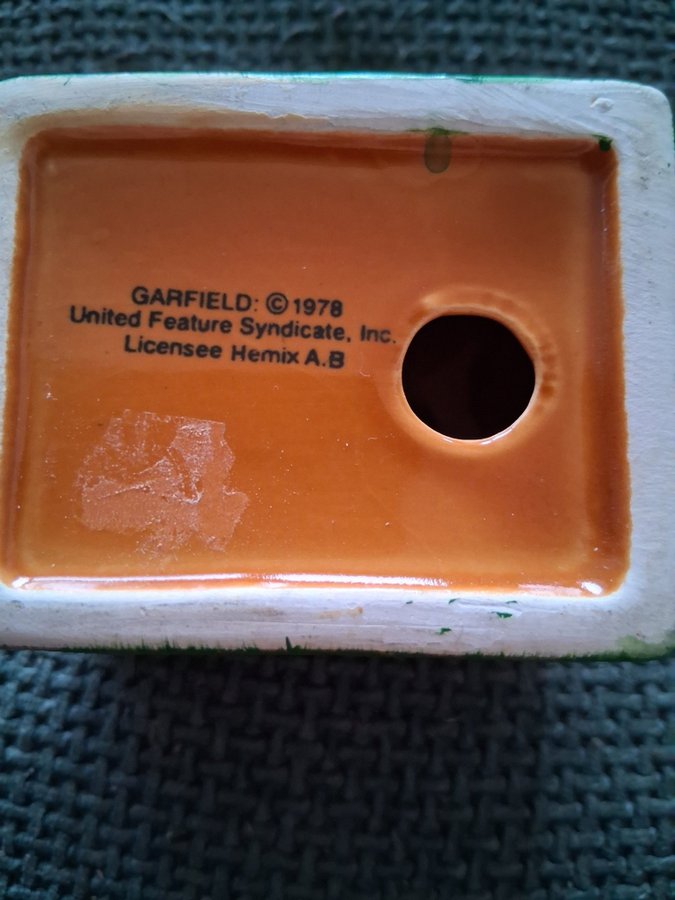 GARFIELD: © 1978
United Feature Syndicate, Inc.
Licensee Hemix A.B